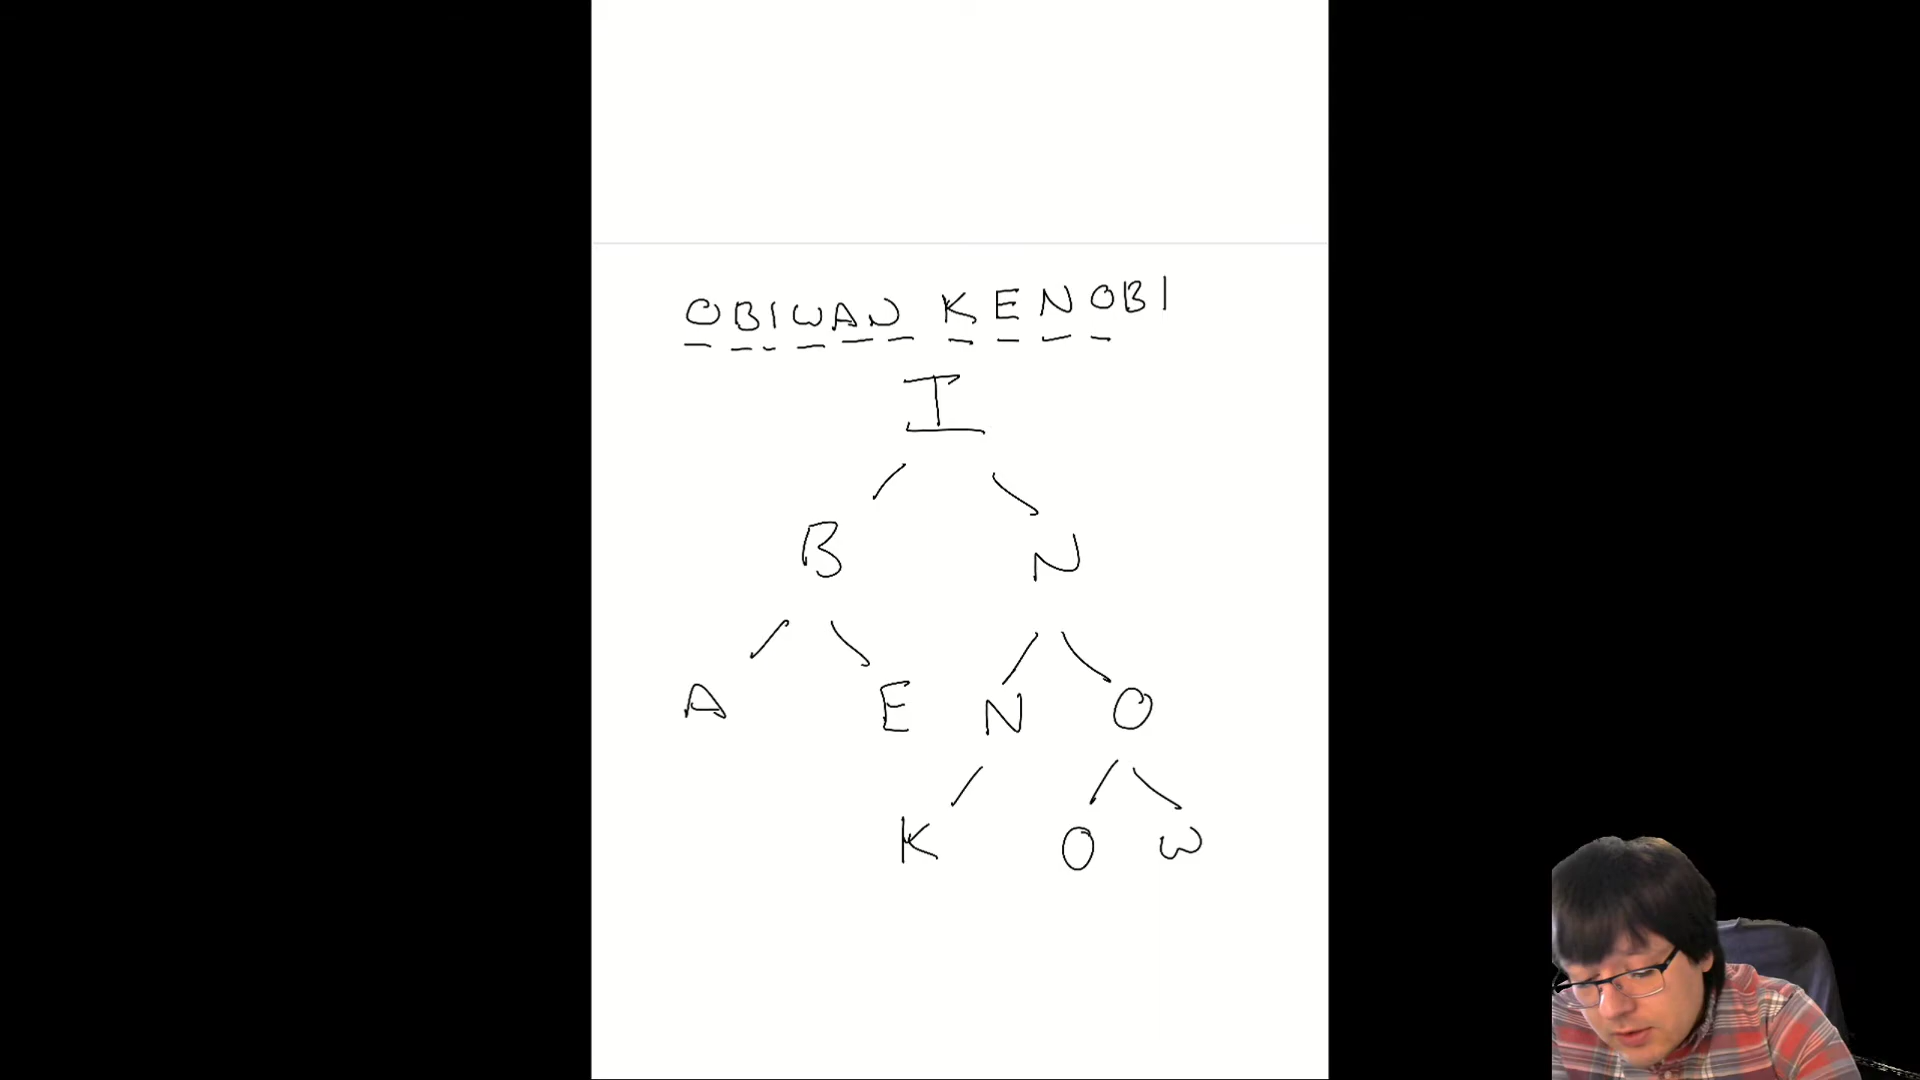 OBIWAN KENOBI
I
B N
A E N O
K O W